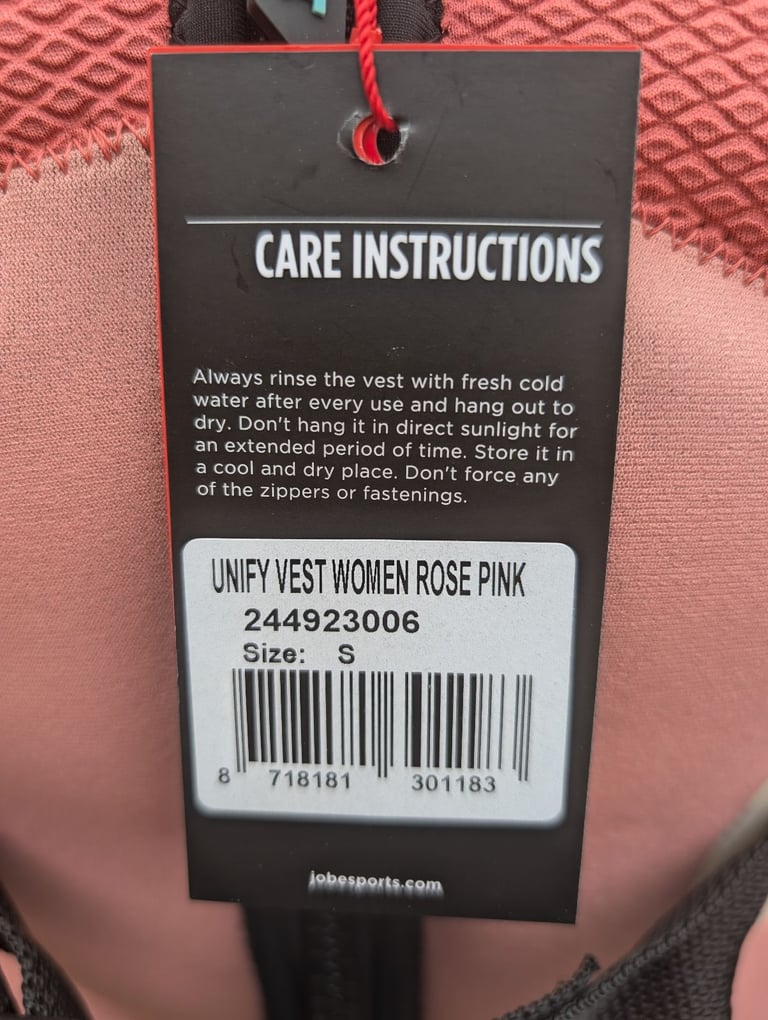 CARE INSTRUCTIONS
Always rinse the vest with fresh cold
water after every use and hang out to
dry. Don't hang it in direct sunlight for
an extended period of time. Store it in
a cool and dry place. Don't force any
of the zippers or fastenings.
UNIFY VEST WOMEN ROSE PINK
244923006
Size: S
8 718181 301183
jobesports.com